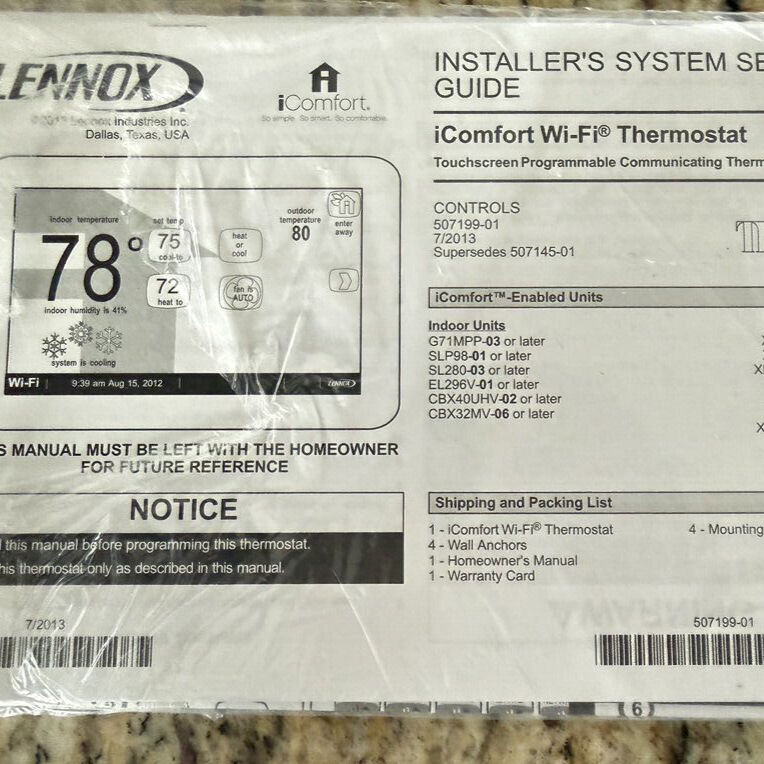 LENNOX
© 2013 Lennox Industries Inc.
Dallas, Texas, USA
iComfort.
So simple. So smart. So comfortable.
indoor temperature
78°
indoor humidity is 41%
system is cooling
set temp
75
cool-to
72
heat to
heat
or
cool
fan is
AUTO
outdoor
temperature
80
enter
away
Wi-Fi
9:39 am Aug 15, 2012
LENNOX
S MANUAL MUST BE LEFT WITH THE HOMEOWNER
FOR FUTURE REFERENCE
NOTICE
this manual before programming this thermostat.
his thermostat only as described in this manual.
7/2013
INSTALLER'S SYSTEM SE
GUIDE
iComfort Wi-Fi® Thermostat
Touchscreen Programmable Communicating Therm
CONTROLS
507199-01
7/2013
Supersedes 507145-01
iComfort™-Enabled Units
Indoor Units
G71MPP-03 or later
SLP98-01 or later
SL280-03 or later
EL296V-01 or later
CBX40UHV-02 or later
CBX32MV-06 or later
Shipping and Packing List
1 - iComfort Wi-Fi® Thermostat
4 - Wall Anchors
1 - Homeowner's Manual
1 - Warranty Card
4 - Mounting
507199-01
6